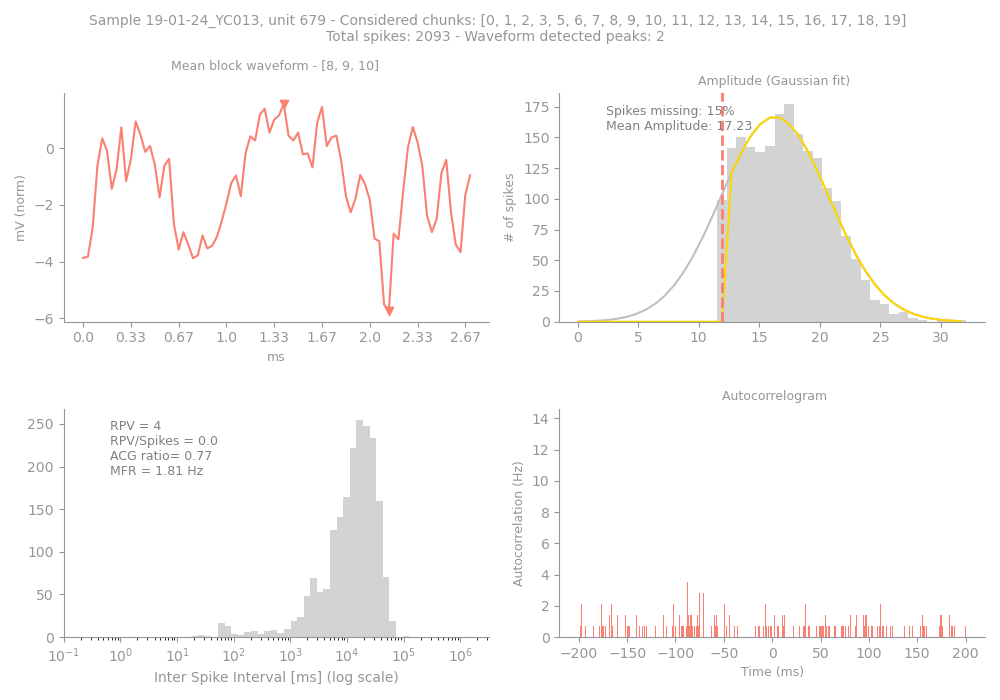 Sample 19-01-24_YC013, unit 679 - Considered chunks: [0, 1, 2, 3, 5, 6, 7, 8, 9, 10, 11, 12, 13, 14, 15, 16, 17, 18, 19]
Total spikes: 2093 - Waveform detected peaks: 2
Mean block waveform - [8, 9, 10]
mV (norm)
0
−2
−4
−6
0.0 0.33 0.67 1.0 1.33 1.67 2.0 2.33 2.67
ms
Amplitude (Gaussian fit)
Spikes missing: 15%
Mean Amplitude: 17.23
# of spikes
175
150
125
100
75
50
25
0
0 5 10 15 20 25 30
RPV = 4
RPV/Spikes = 0.0
ACG ratio= 0.77
MFR = 1.81 Hz
250
200
150
100
50
0
10⁻¹ 10⁰ 10¹ 10² 10³ 10⁴ 10⁵ 10⁶
Inter Spike Interval [ms] (log scale)
Autocorrelogram
Autocorrelation (Hz)
14
12
10
8
6
4
2
0
−200 −150 −100 −50 0 50 100 150 200
Time (ms)